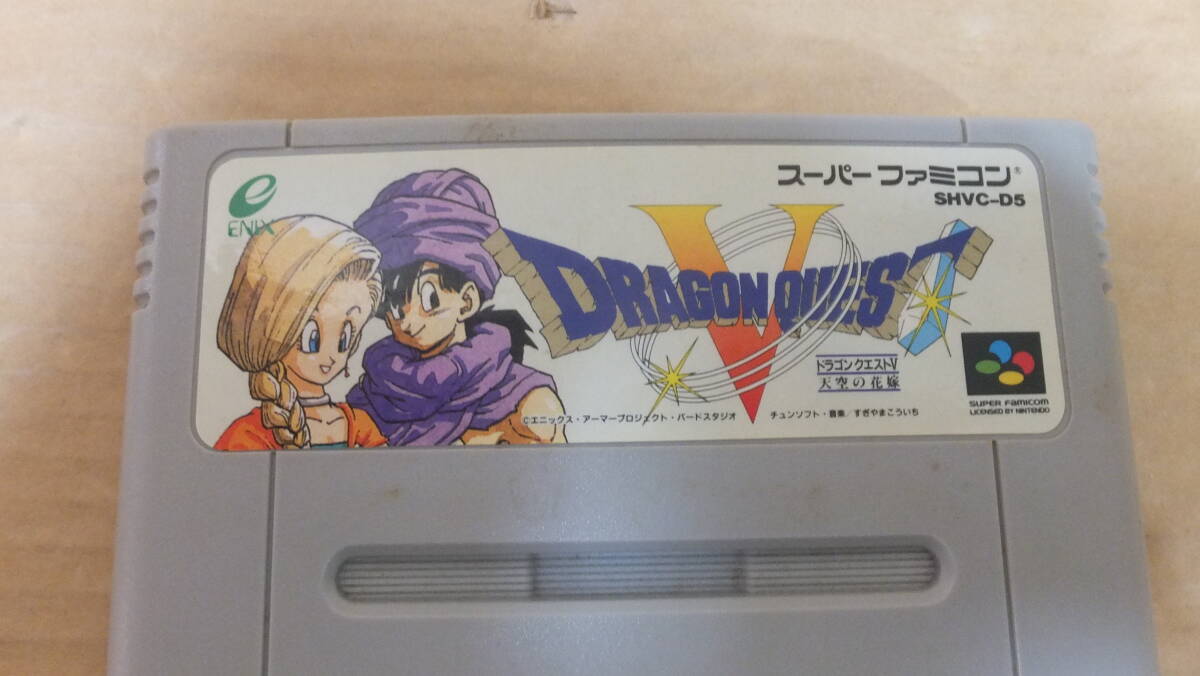 ENIX
スーパーファミコン®
SHVC-D5
DRAGON QUEST
V
ドラゴンクエストV
天空の花嫁
SUPER FAMICOM
LICENSED BY NINTENDO
©エニックス・アーマープロジェクト・バードスタジオ チュンソフト・音楽/すぎやまこういち